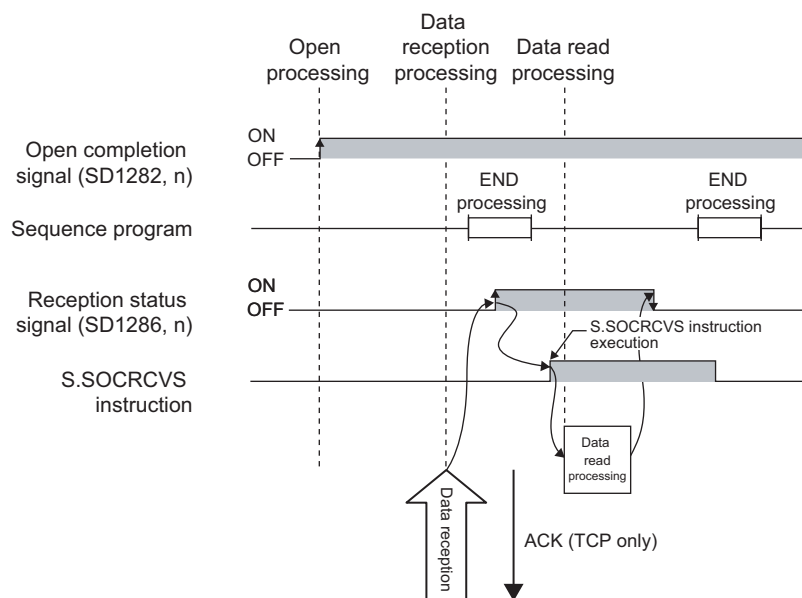 Open
processing
Data
reception
processing
Data read
processing
Open completion
signal (SD1282, n)
ON
OFF
END
processing
END
processing
Sequence program
Reception status
signal (SD1286, n)
ON
OFF
S.SOCRCVS instruction
execution
S.SOCRCVS
instruction
Data
read
processing
Data reception
ACK (TCP only)